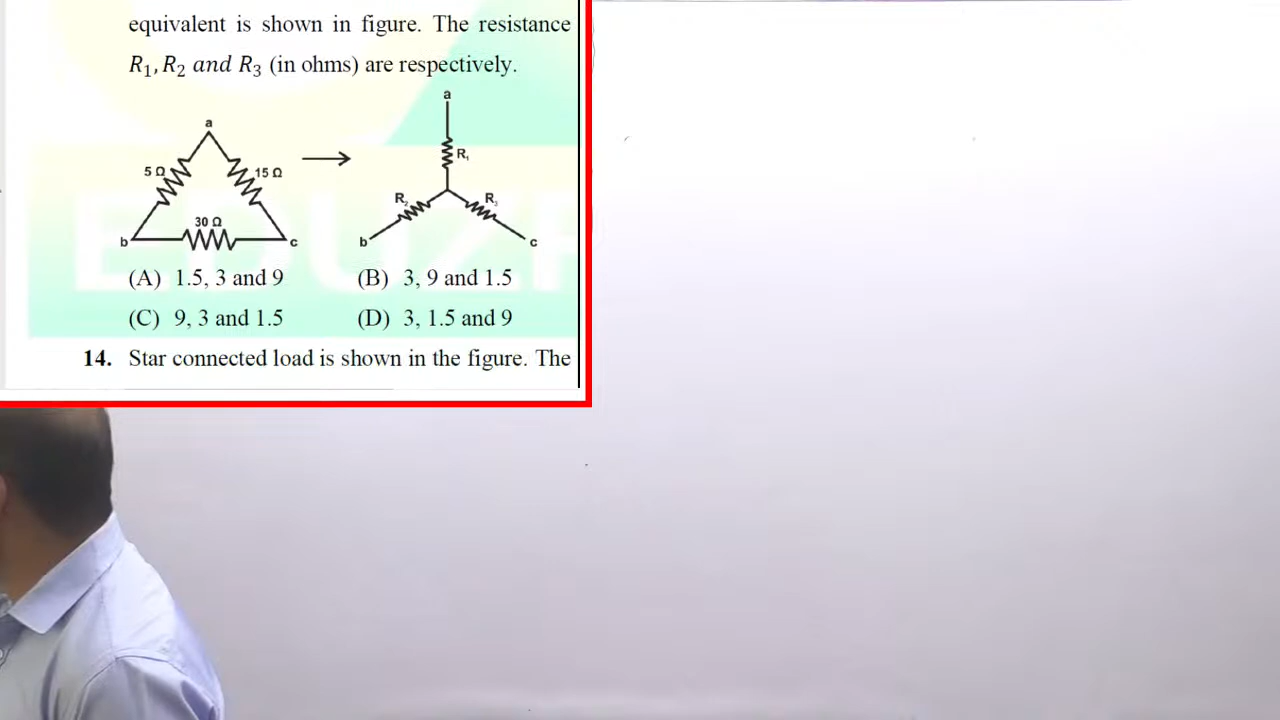 equivalent is shown in figure. The resistance
R₁, R₂ and R₃ (in ohms) are respectively.
a
5 Ω
15 Ω
30 Ω
b
c
a
R₁
R₂
R₃
b
c
(A) 1.5, 3 and 9
(B) 3, 9 and 1.5
(C) 9, 3 and 1.5
(D) 3, 1.5 and 9
14. Star connected load is shown in the figure. The